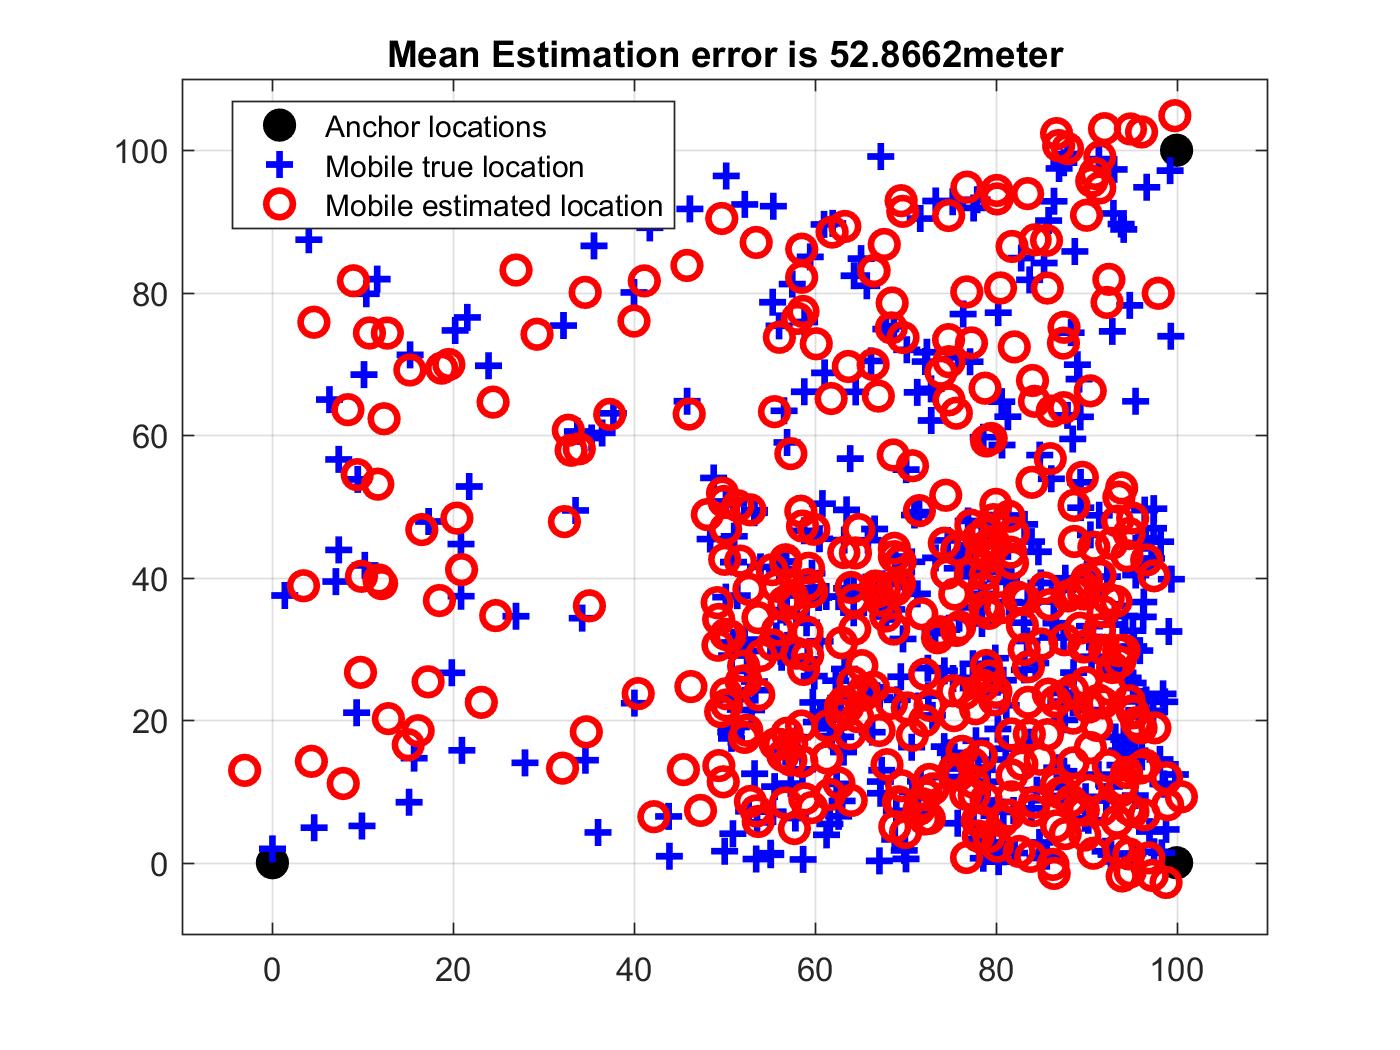 Mean Estimation error is 52.8662meter
Anchor locations
Mobile true location
Mobile estimated location
100
80
60
40
20
0
0 20 40 60 80 100